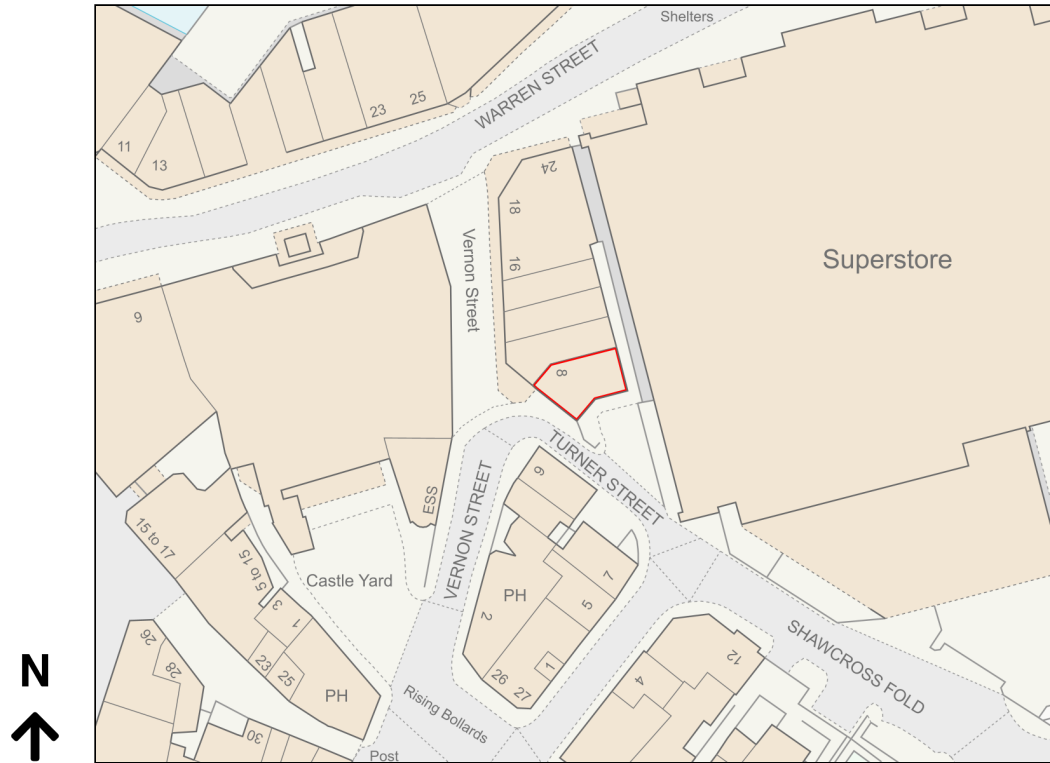 Shelters
WARREN STREET
25
23
11
13
24
18
16
Vernon Street
Superstore
9
8
TURNER STREET
9
ESS
VERNON STREET
15 to 17
5 to 15
Castle Yard
3
1
7
5
PH
2
1
26
27
23
25
PH
26
28
30
Rising Bollards
Post
12
4
SHAWCROSS FOLD
N